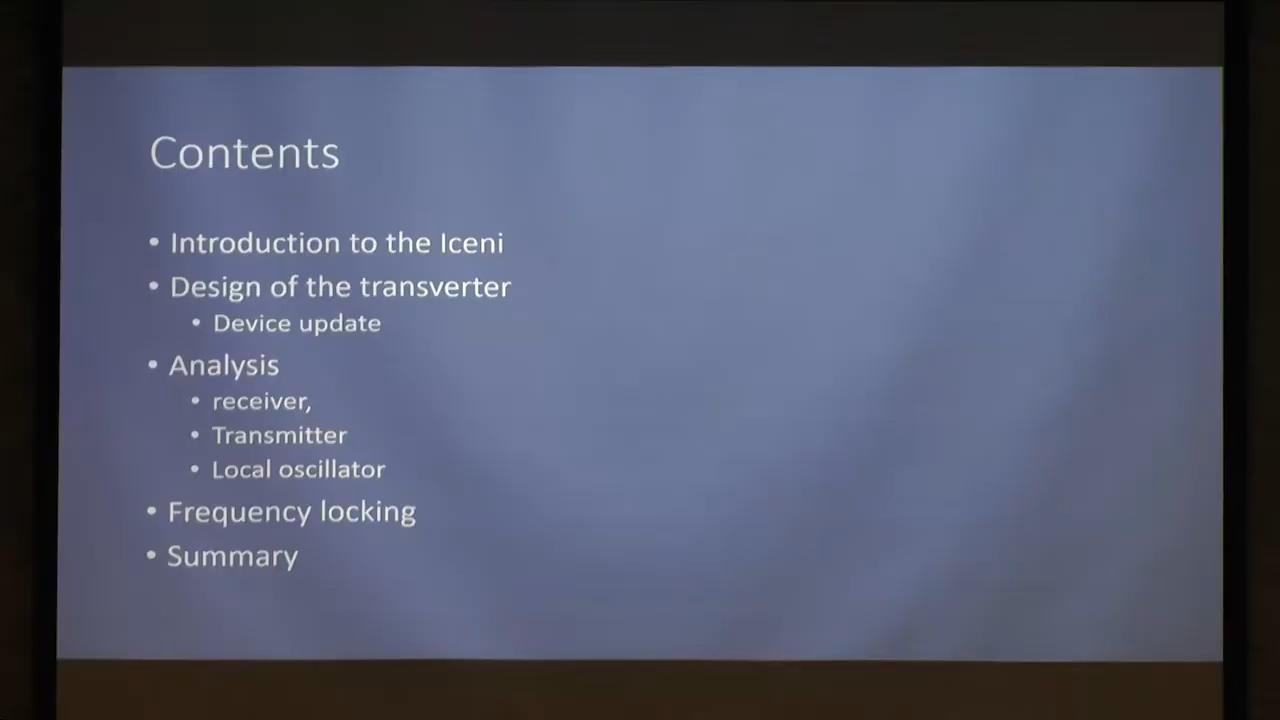 Contents
• Introduction to the Iceni
• Design of the transverter
• Device update
• Analysis
• receiver,
• Transmitter
• Local oscillator
• Frequency locking
• Summary